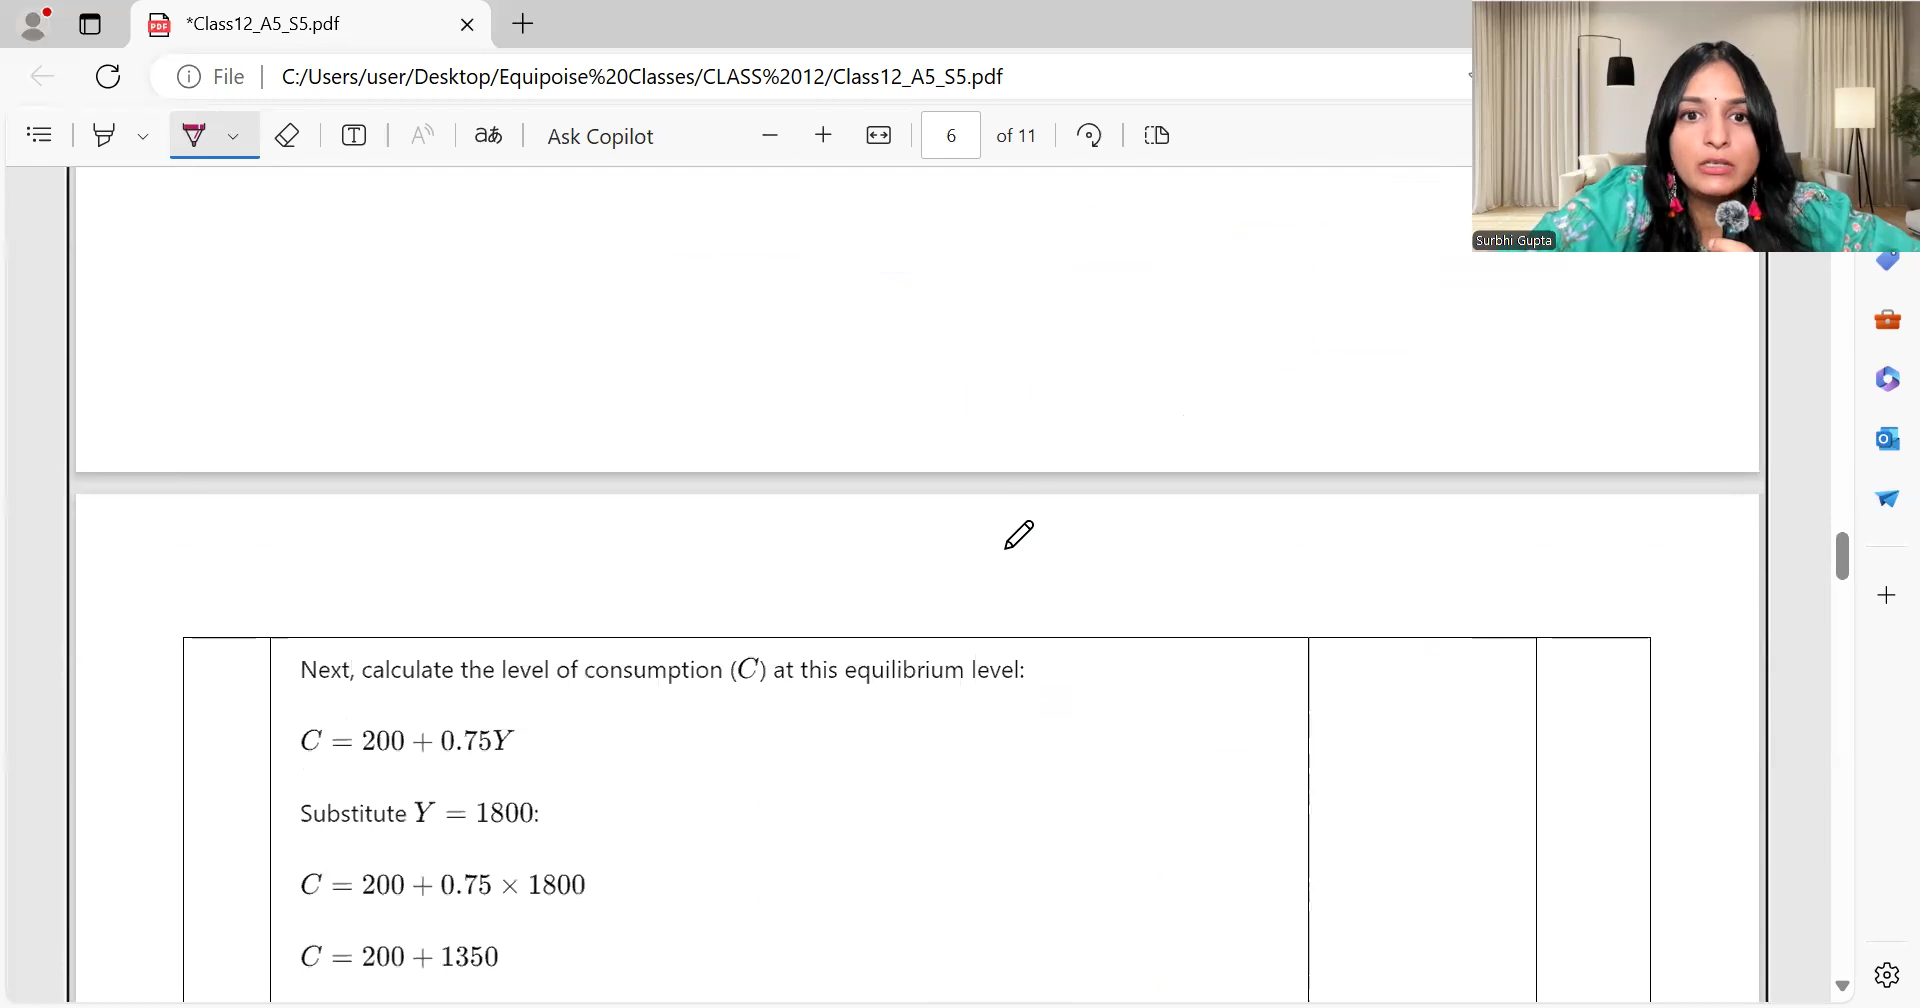 *Class12_A5_S5.pdf
File
C:/Users/user/Desktop/Equipoise%20Classes/CLASS%2012/Class12_A5_S5.pdf
Ask Copilot
6 of 11
Surbhi Gupta
Next, calculate the level of consumption (C) at this equilibrium level:
C = 200 + 0.75Y
Substitute Y = 1800:
C = 200 + 0.75 × 1800
C = 200 + 1350